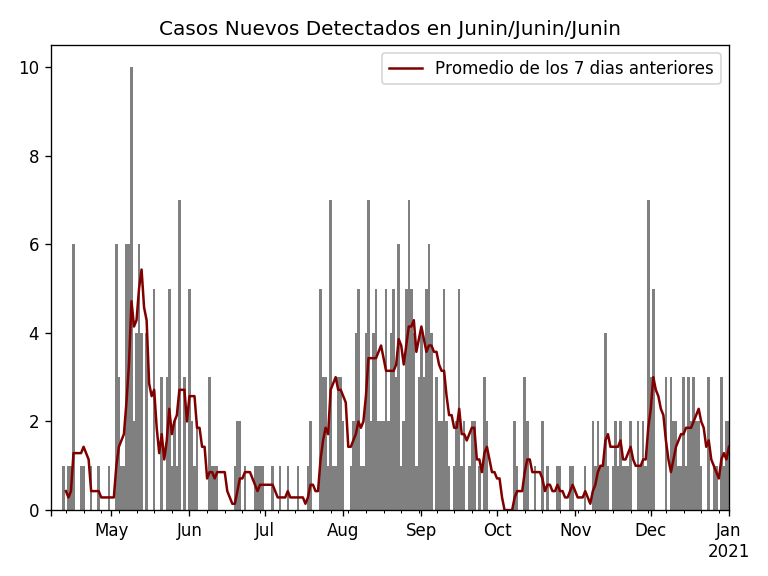 Casos Nuevos Detectados en Junin/Junin/Junin
Promedio de los 7 dias anteriores
10
8
6
4
2
0
May Jun Jul Aug Sep Oct Nov Dec Jan
2021